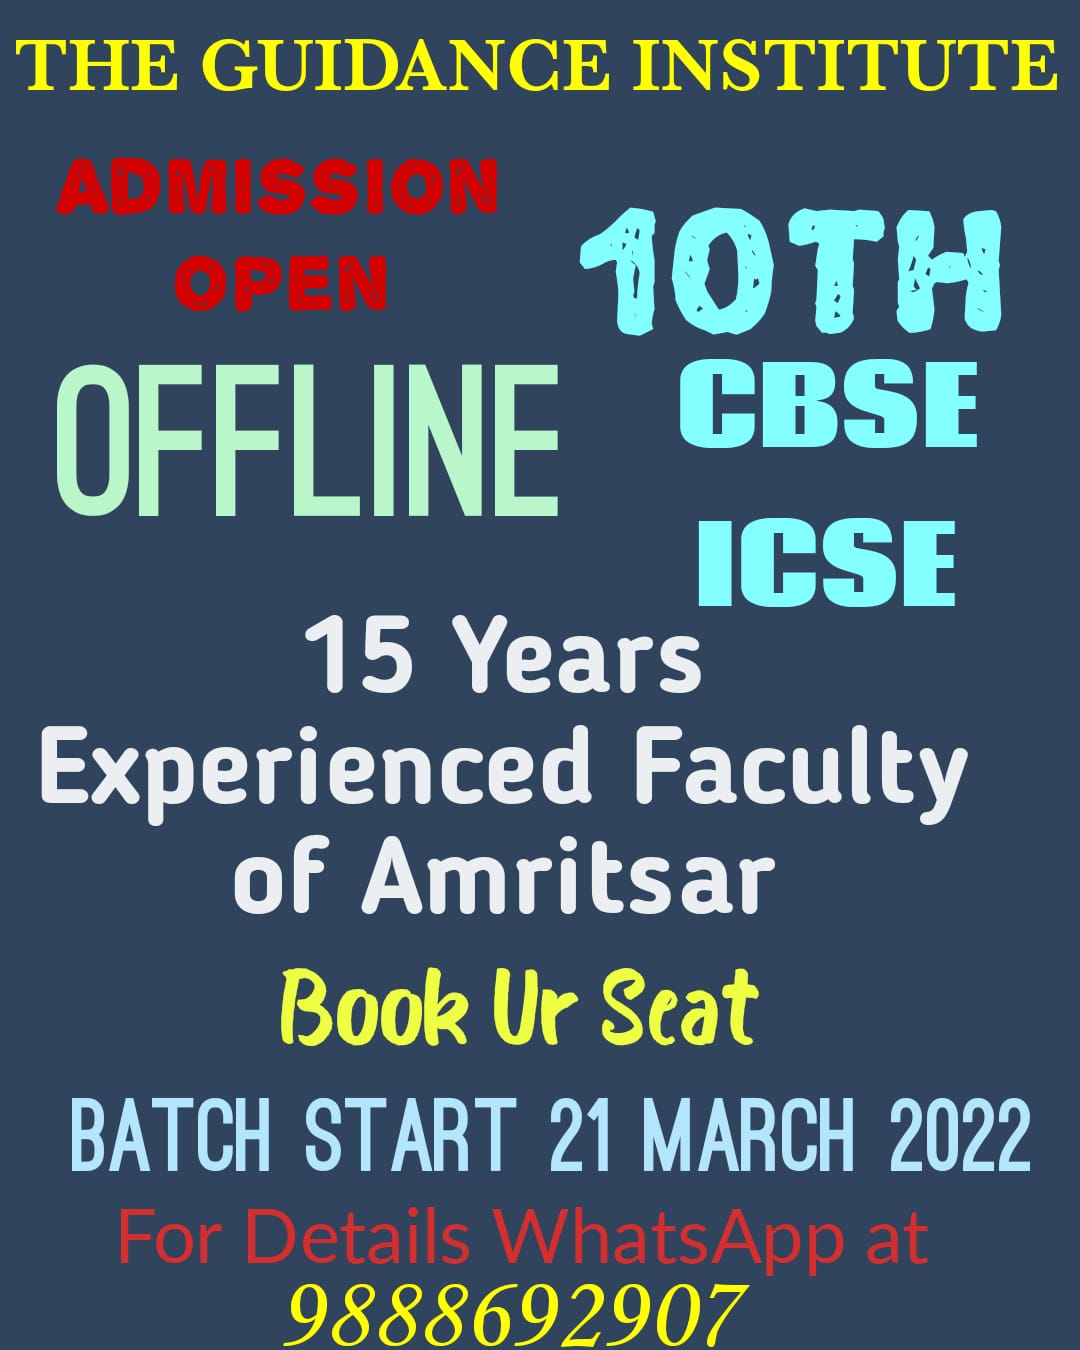 THE GUIDANCE INSTITUTE
ADMISSION
OPEN
OFFLINE
10TH
CBSE
ICSE
15 Years
Experienced Faculty
of Amritsar
Book Ur Seat
BATCH START 21 MARCH 2022
For Details WhatsApp at
9888692907